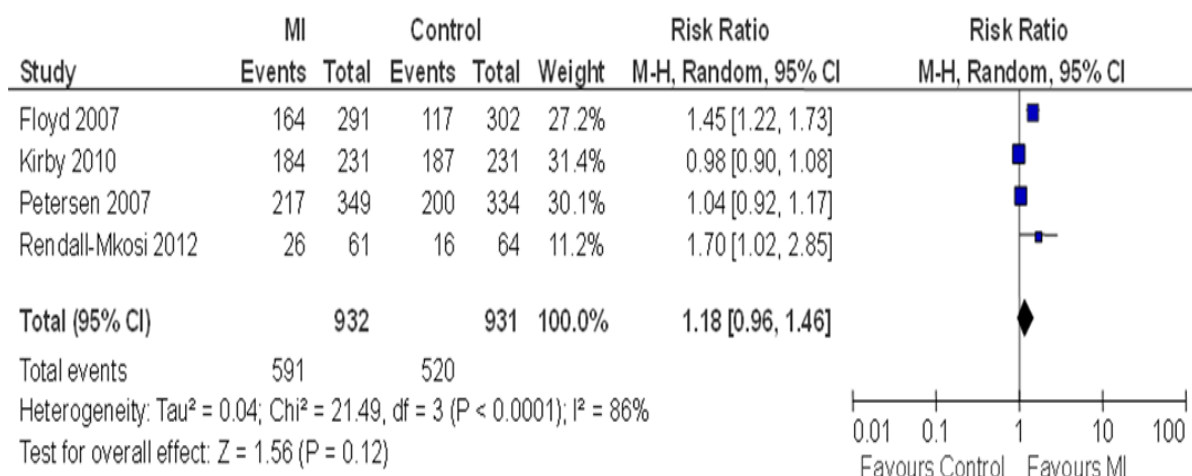 MI Control Risk Ratio Risk Ratio
Study Events Total Events Total Weight M-H, Random, 95% CI M-H, Random, 95% CI
Floyd 2007 164 291 117 302 27.2% 1.45 [1.22, 1.73]
Kirby 2010 184 231 187 231 31.4% 0.98 [0.90, 1.08]
Petersen 2007 217 349 200 334 30.1% 1.04 [0.92, 1.17]
Rendall-Mkosi 2012 26 61 16 64 11.2% 1.70 [1.02, 2.85]
Total (95% CI) 932 931 100.0% 1.18 [0.96, 1.46]
Total events 591 520
Heterogeneity: Tau² = 0.04; Chi² = 21.49, df = 3 (P < 0.0001); I² = 86%
Test for overall effect: Z = 1.56 (P = 0.12)
0.01 0.1 1 10 100
Favours Control Favours MI